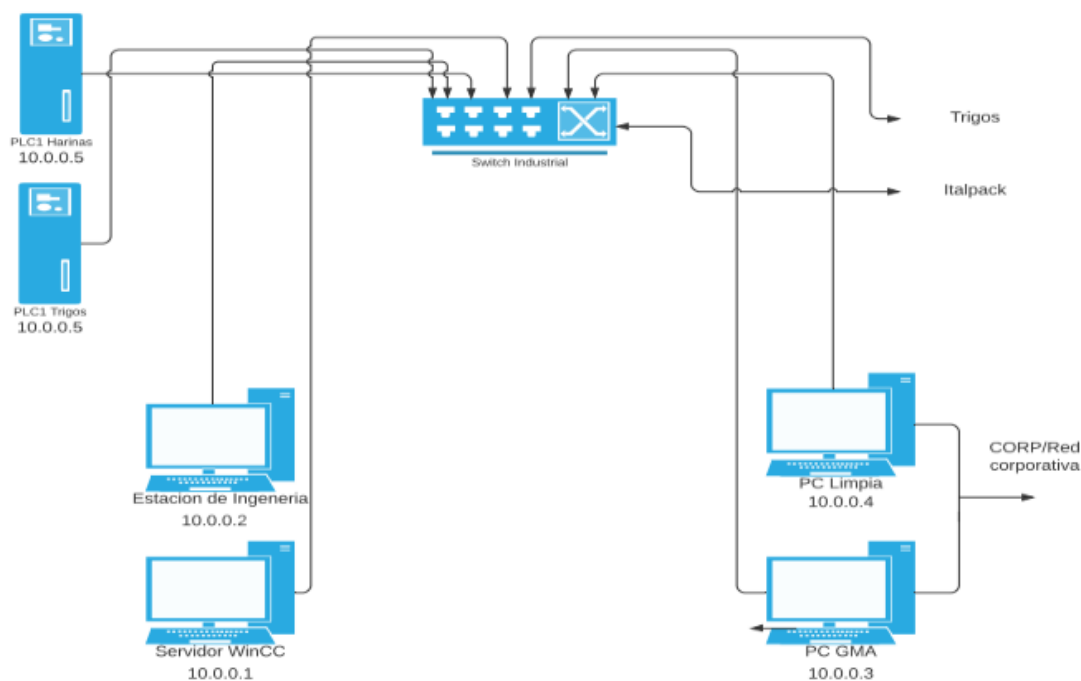 PLC1 Harinas
10.0.0.5
Switch Industrial
Trigos
Italpack
PLC1 Trigos
10.0.0.5
Estacion de Ingeneria
10.0.0.2
Servidor WinCC
10.0.0.1
PC Limpia
10.0.0.4
CORP/Red
corporativa
PC GMA
10.0.0.3